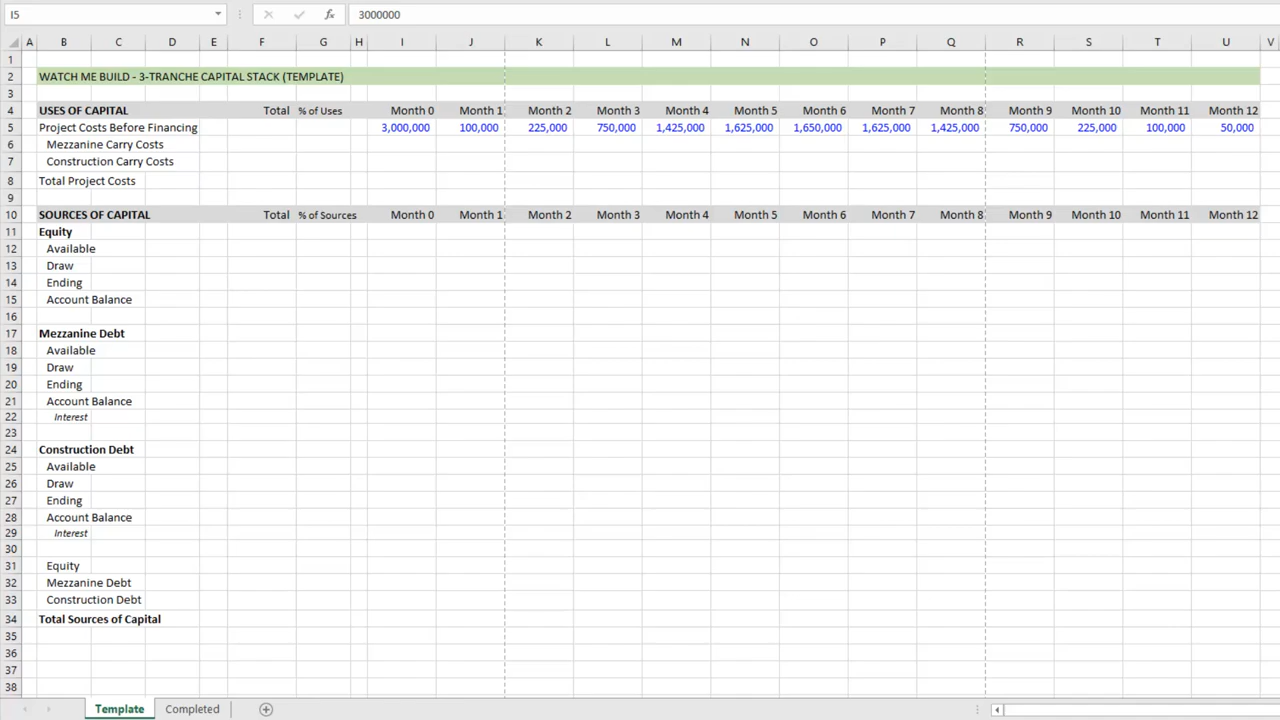 I5 fx 3000000
A B C D E F G H I J K L M N O P Q R S T U V
1
2 WATCH ME BUILD - 3-TRANCHE CAPITAL STACK (TEMPLATE)
3
4 USES OF CAPITAL Total % of Uses Month 0 Month 1 Month 2 Month 3 Month 4 Month 5 Month 6 Month 7 Month 8 Month 9 Month 10 Month 11 Month 12
5 Project Costs Before Financing 3,000,000 100,000 225,000 750,000 1,425,000 1,625,000 1,650,000 1,625,000 1,425,000 750,000 225,000 100,000 50,000
6 Mezzanine Carry Costs
7 Construction Carry Costs
8 Total Project Costs
9
10 SOURCES OF CAPITAL Total % of Sources Month 0 Month 1 Month 2 Month 3 Month 4 Month 5 Month 6 Month 7 Month 8 Month 9 Month 10 Month 11 Month 12
11 Equity
12 Available
13 Draw
14 Ending
15 Account Balance
16
17 Mezzanine Debt
18 Available
19 Draw
20 Ending
21 Account Balance
22 Interest
23
24 Construction Debt
25 Available
26 Draw
27 Ending
28 Account Balance
29 Interest
30
31 Equity
32 Mezzanine Debt
33 Construction Debt
34 Total Sources of Capital
35
36
37
38
Template Completed